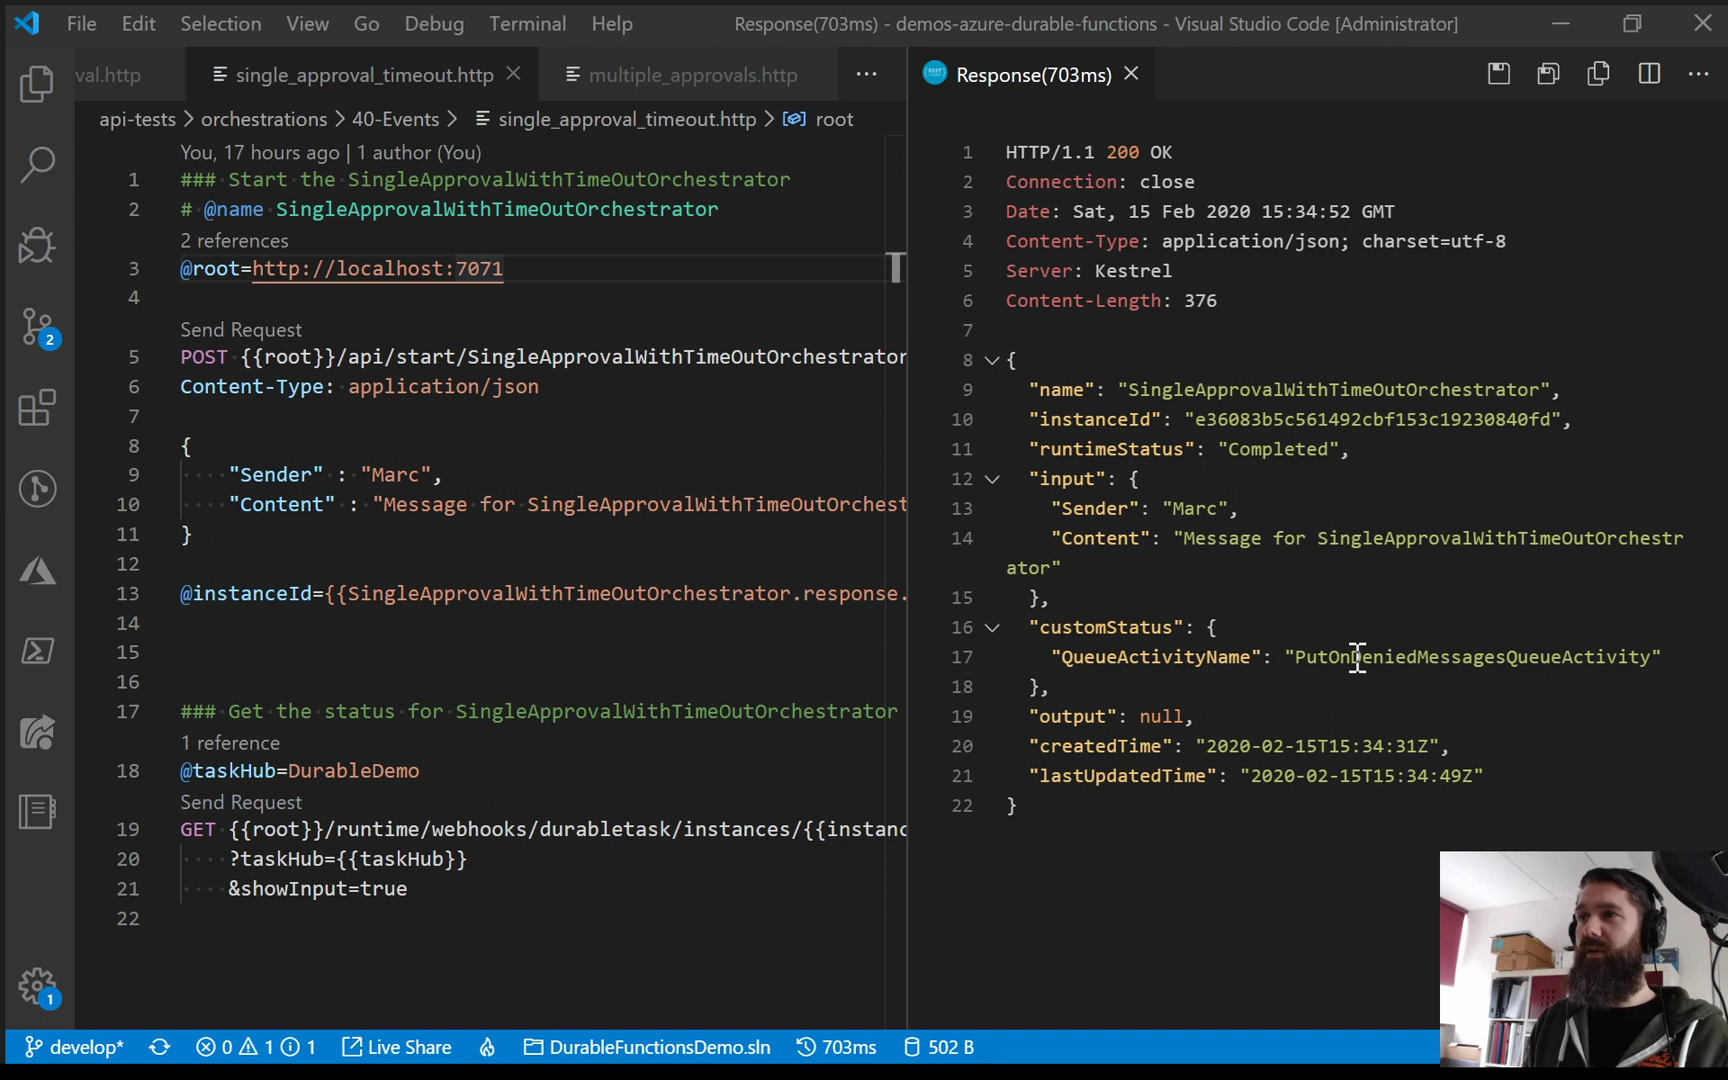 File Edit Selection View Go Debug Terminal Help Response(703ms) - demos-azure-durable-functions - Visual Studio Code [Administrator]
val.http single_approval_timeout.http multiple_approvals.http ··· Response(703ms) ···
api-tests > orchestrations > 40-Events > single_approval_timeout.http > root
You, 17 hours ago | 1 author (You)
1 ### Start the SingleApprovalWithTimeOutOrchestrator
2 # @name SingleApprovalWithTimeOutOrchestrator
2 references
3 @root=http://localhost:7071
4
Send Request
5 POST {{root}}/api/start/SingleApprovalWithTimeOutOrchestrator
6 Content-Type: application/json
7
8 {
9 "Sender" : "Marc",
10 "Content" : "Message for SingleApprovalWithTimeOutOrchest
11 }
12
13 @instanceId={{SingleApprovalWithTimeOutOrchestrator.response.
14
15
16
17 ### Get the status for SingleApprovalWithTimeOutOrchestrator
1 reference
18 @taskHub=DurableDemo
Send Request
19 GET {{root}}/runtime/webhooks/durabletask/instances/{{instanc
20 ?taskHub={{taskHub}}
21 &showInput=true
22
1 HTTP/1.1 200 OK
2 Connection: close
3 Date: Sat, 15 Feb 2020 15:34:52 GMT
4 Content-Type: application/json; charset=utf-8
5 Server: Kestrel
6 Content-Length: 376
7
8 {
9 "name": "SingleApprovalWithTimeOutOrchestrator",
10 "instanceId": "e36083b5c561492cbf153c19230840fd",
11 "runtimeStatus": "Completed",
12 "input": {
13 "Sender": "Marc",
14 "Content": "Message for SingleApprovalWithTimeOutOrchestr
ator"
15 },
16 "customStatus": {
17 "QueueActivityName": "PutOnDeniedMessagesQueueActivity"
18 },
19 "output": null,
20 "createdTime": "2020-02-15T15:34:31Z",
21 "lastUpdatedTime": "2020-02-15T15:34:49Z"
22 }
2
1
develop* 0 1 1 Live Share DurableFunctionsDemo.sln 703ms 502 B